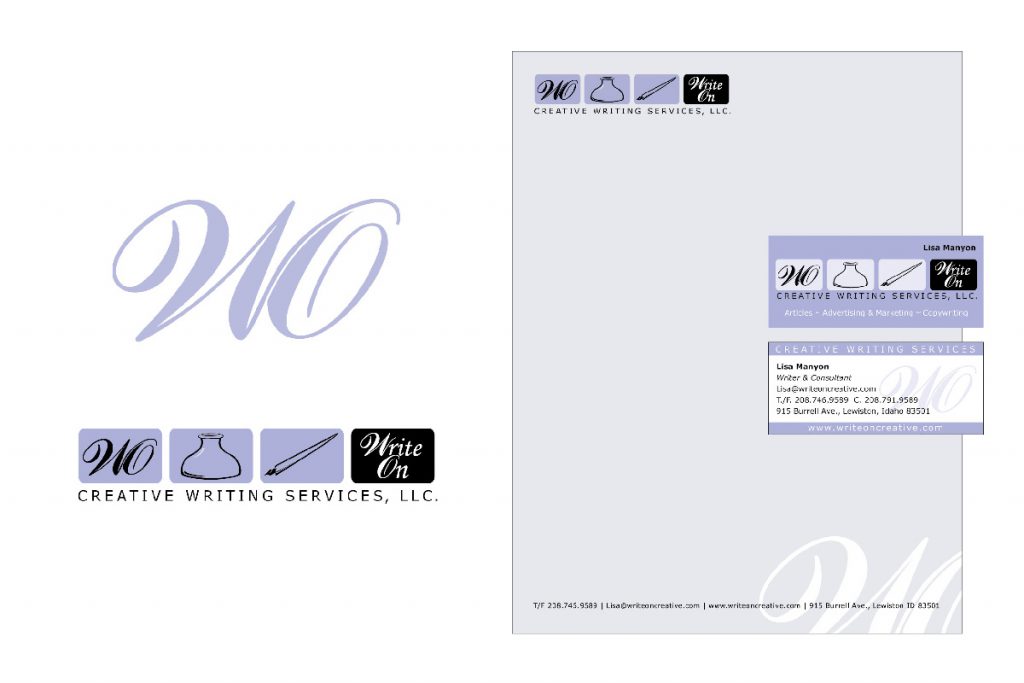 WO
WO Write On
CREATIVE WRITING SERVICES, LLC.
WO Write On
CREATIVE WRITING SERVICES, LLC.
Lisa Manyon
WO Write On
CREATIVE WRITING SERVICES, LLC.
Articles ~ Advertising & Marketing ~ Copywriting
CREATIVE WRITING SERVICES
Lisa Manyon
Writer & Consultant
Lisa@writeoncreative.com
T./F. 208.746.9589 C. 208.791.9589
915 Burrell Ave., Lewiston, Idaho 83501
WO
www.writeoncreative.com
WO
T/F 208.746.9589 | Lisa@writeoncreative.com | www.writeoncreative.com | 915 Burrell Ave., Lewiston ID 83501